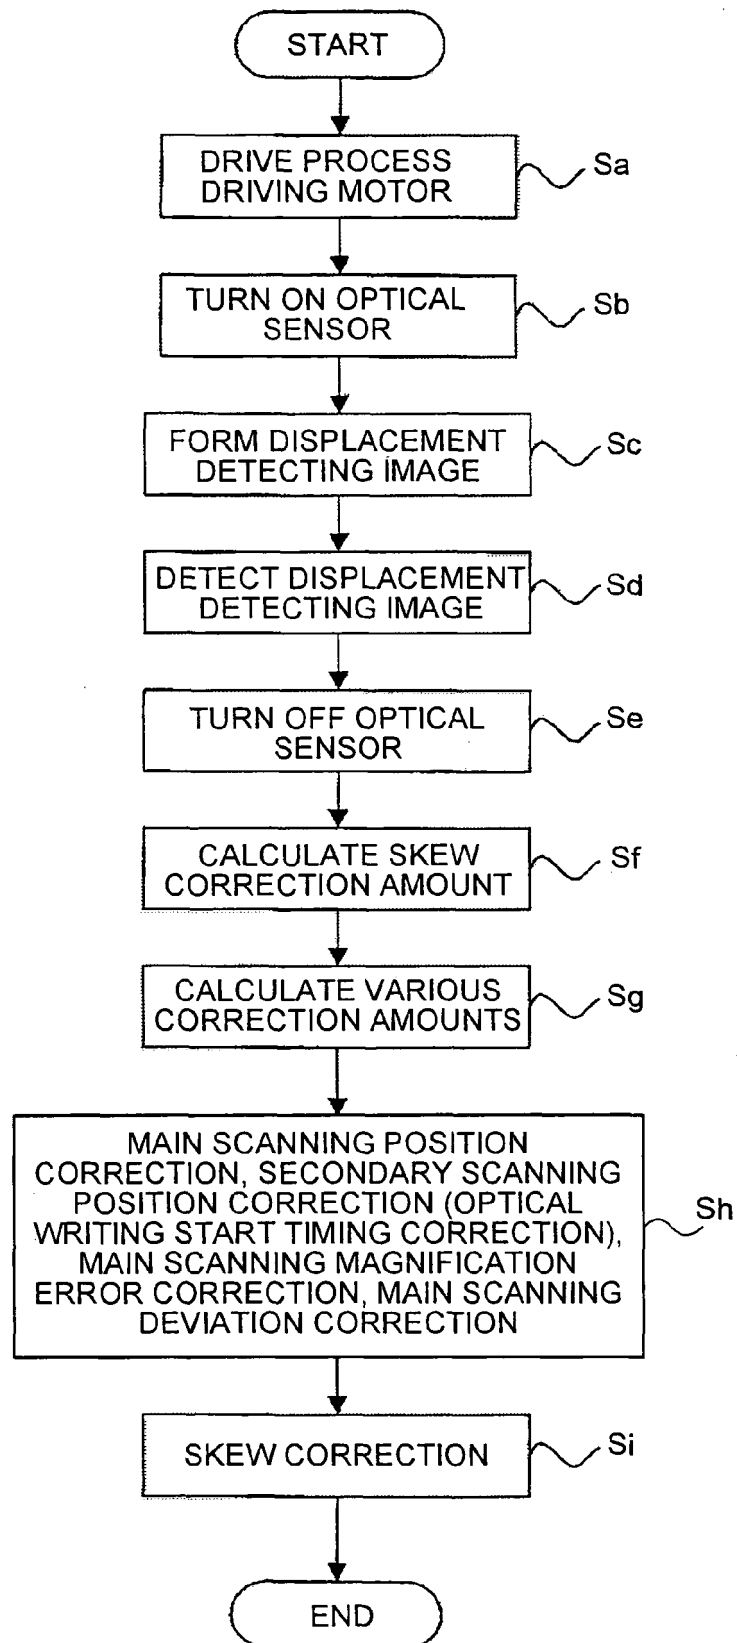 START
DRIVE PROCESS
DRIVING MOTOR
Sa
TURN ON OPTICAL
SENSOR
Sb
FORM DISPLACEMENT
DETECTING IMAGE
Sc
DETECT DISPLACEMENT
DETECTING IMAGE
Sd
TURN OFF OPTICAL
SENSOR
Se
CALCULATE SKEW
CORRECTION AMOUNT
Sf
CALCULATE VARIOUS
CORRECTION AMOUNTS
Sg
MAIN SCANNING POSITION
CORRECTION, SECONDARY SCANNING
POSITION CORRECTION (OPTICAL
WRITING START TIMING CORRECTION),
MAIN SCANNING MAGNIFICATION
ERROR CORRECTION, MAIN SCANNING
DEVIATION CORRECTION
Sh
SKEW CORRECTION
Si
END